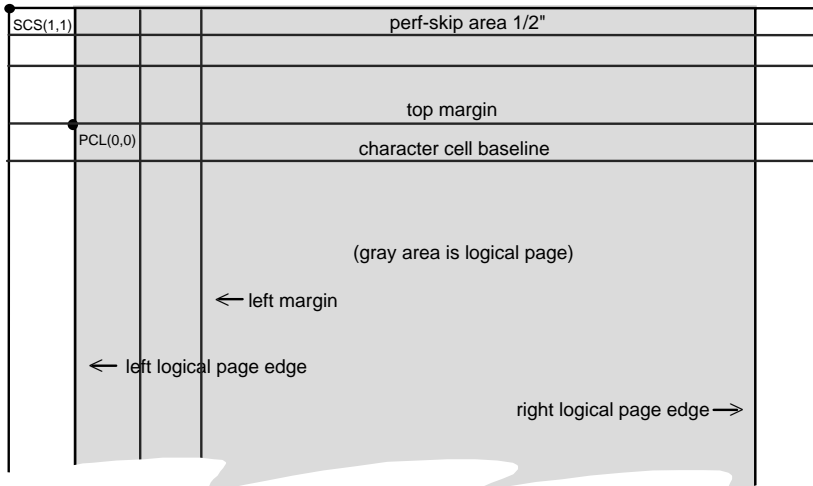 perf-skip area 1/2"
SCS(1,1)
top margin
PCL(0,0)
character cell baseline
(gray area is logical page)
left margin
left logical page edge
right logical page edge